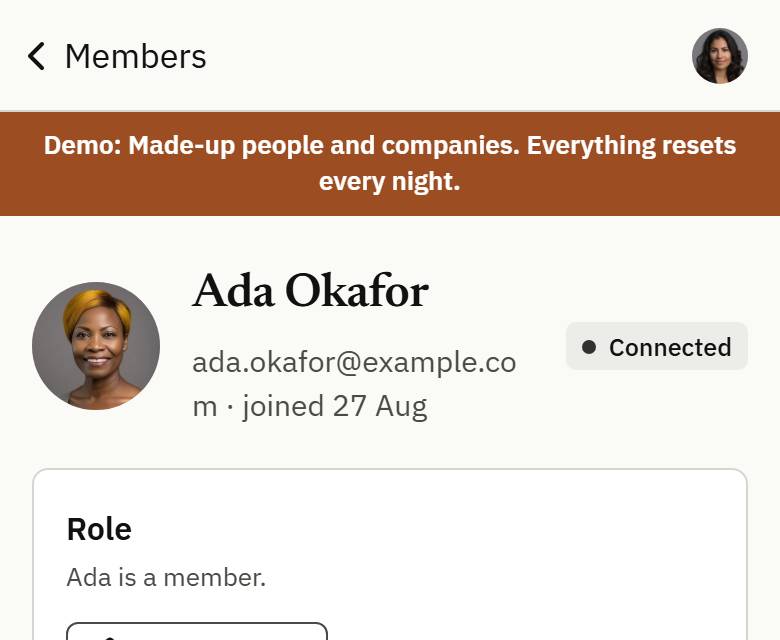 Members
Demo: Made-up people and companies. Everything resets
every night.
Ada Okafor
ada.okafor@example.co
m · joined 27 Aug
Connected
Role
Ada is a member.